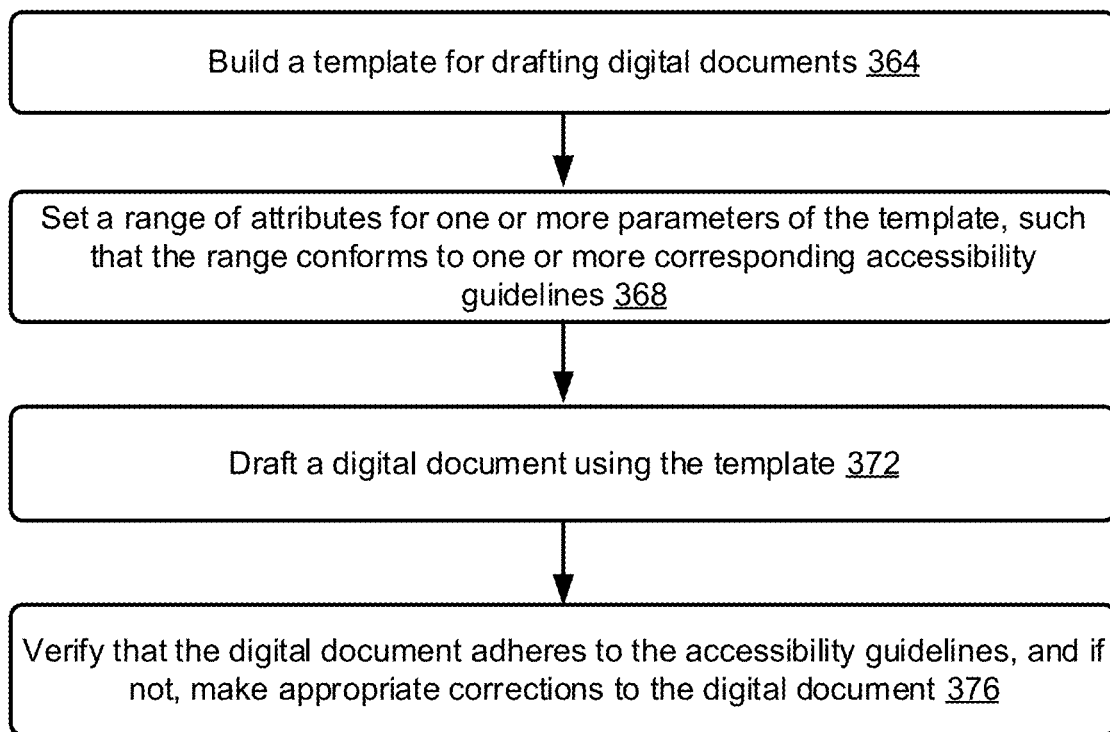 Build a template for drafting digital documents 364
Set a range of attributes for one or more parameters of the template, such
that the range conforms to one or more corresponding accessibility
guidelines 368
Draft a digital document using the template 372
Verify that the digital document adheres to the accessibility guidelines, and if
not, make appropriate corrections to the digital document 376